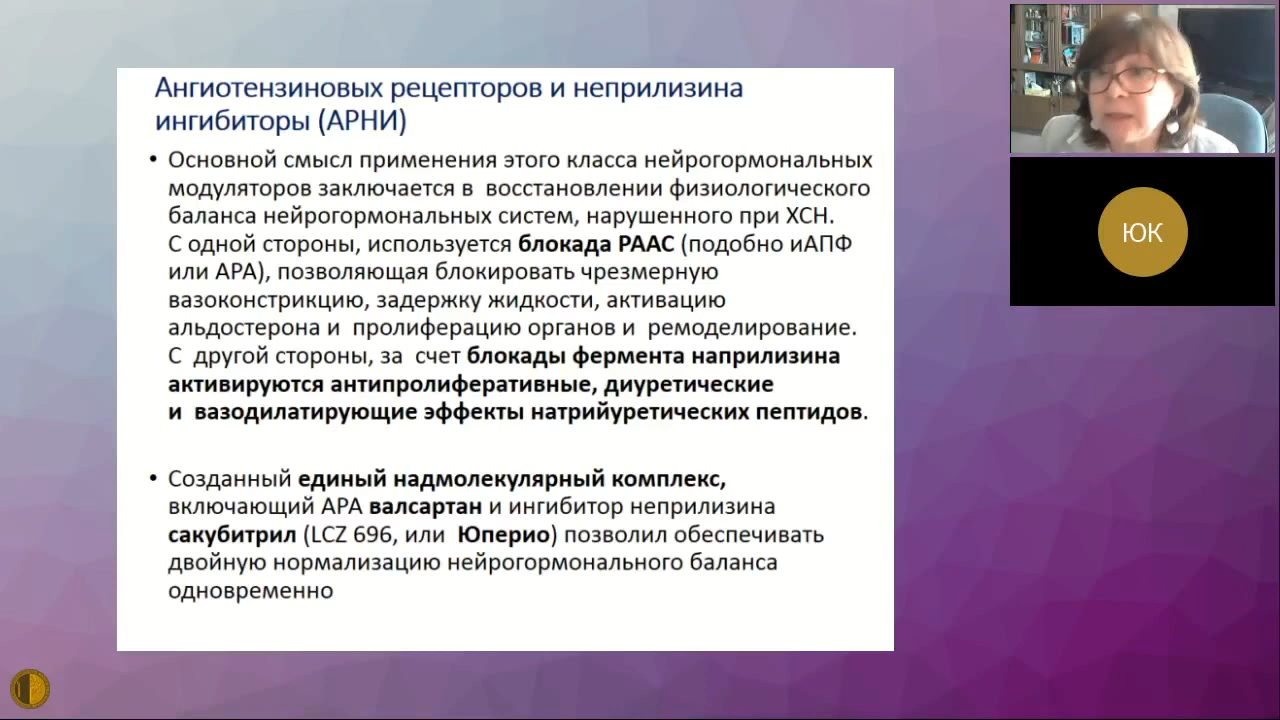 Ангиотензиновых рецепторов и неприлизина
ингибиторы (АРНИ)
• Основной смысл применения этого класса нейрогормональных
модуляторов заключается в восстановлении физиологического
баланса нейрогормональных систем, нарушенного при ХСН.
С одной стороны, используется блокада РААС (подобно иАПФ
или АРА), позволяющая блокировать чрезмерную
вазоконстрикцию, задержку жидкости, активацию
альдостерона и пролиферацию органов и ремоделирование.
С другой стороны, за счет блокады фермента наприлизина
активируются антипролиферативные, диуретические
и вазодилатирующие эффекты натрийуретических пептидов.
• Созданный единый надмолекулярный комплекс,
включающий АРА валсартан и ингибитор неприлизина
сакубитрил (LCZ 696, или Юперио) позволил обеспечивать
двойную нормализацию нейрогормонального баланса
одновременно
ЮК